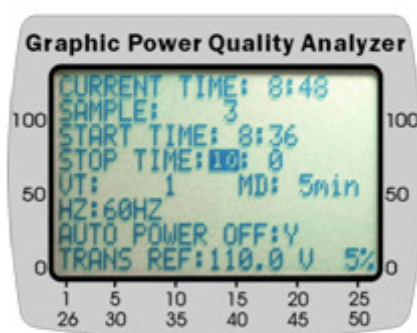 Graphic Power Quality Analyzer
CURRENT TIME: 8:48
SAMPLE: 3
START TIME: 8:36
STOP TIME:10: 0
VT: 1 MD: 5min
HZ:60HZ
AUTO POWER OFF:Y
TRANS REF:110.0 V 5%
100 100
50 50
0 0
1 5 10 15 20 25
26 30 35 40 45 50